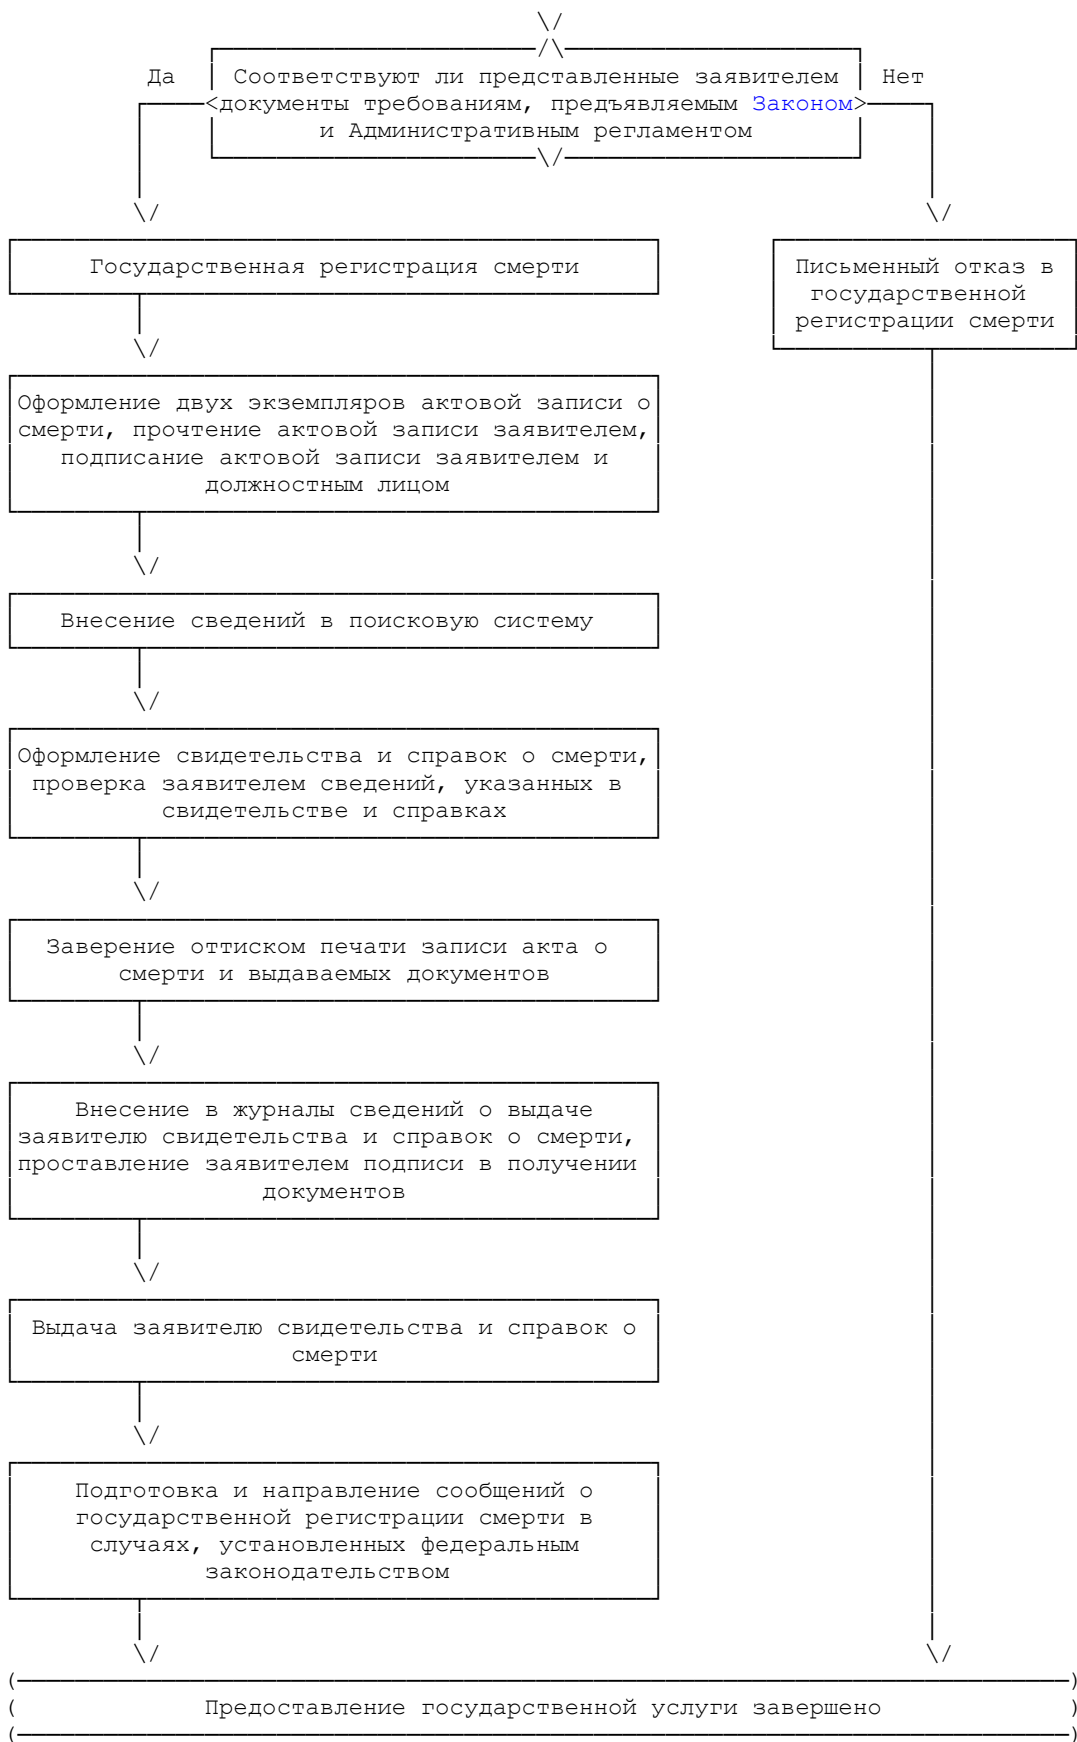 Да
Соответствуют ли представленные заявителем
Нет
документы требованиям, предъявляемым Законом
и Административным регламентом
Государственная регистрация смерти
Письменный отказ в
государственной
регистрации смерти
Оформление двух экземпляров актовой записи о
смерти, прочтение актовой записи заявителем,
подписание актовой записи заявителем и
должностным лицом
Внесение сведений в поисковую систему
Оформление свидетельства и справок о смерти,
проверка заявителем сведений, указанных в
свидетельстве и справках
Заверение оттиском печати записи акта о
смерти и выдаваемых документов
Внесение в журналы сведений о выдаче
заявителю свидетельства и справок о смерти,
проставление заявителем подписи в получении
документов
Выдача заявителю свидетельства и справок о
смерти
Подготовка и направление сообщений о
государственной регистрации смерти в
случаях, установленных федеральным
законодательством
Предоставление государственной услуги завершено